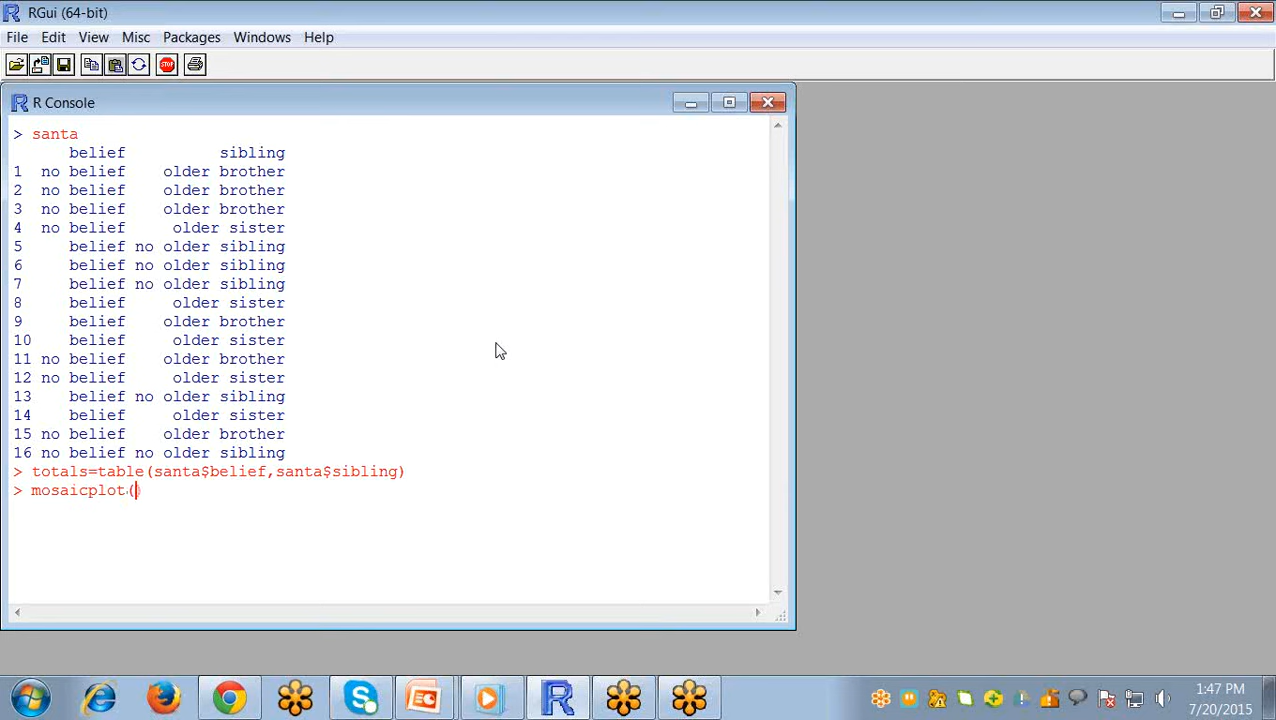 RGui (64-bit)
File Edit View Misc Packages Windows Help
STOP
R Console
> santa
belief sibling
1 no belief older brother
2 no belief older brother
3 no belief older brother
4 no belief older sister
5 belief no older sibling
6 belief no older sibling
7 belief no older sibling
8 belief older sister
9 belief older brother
10 belief older sister
11 no belief older brother
12 no belief older sister
13 belief no older sibling
14 belief older sister
15 no belief older brother
16 no belief no older sibling
> totals=table(santa$belief,santa$sibling)
> mosaicplot()
1:47 PM
7/20/2015